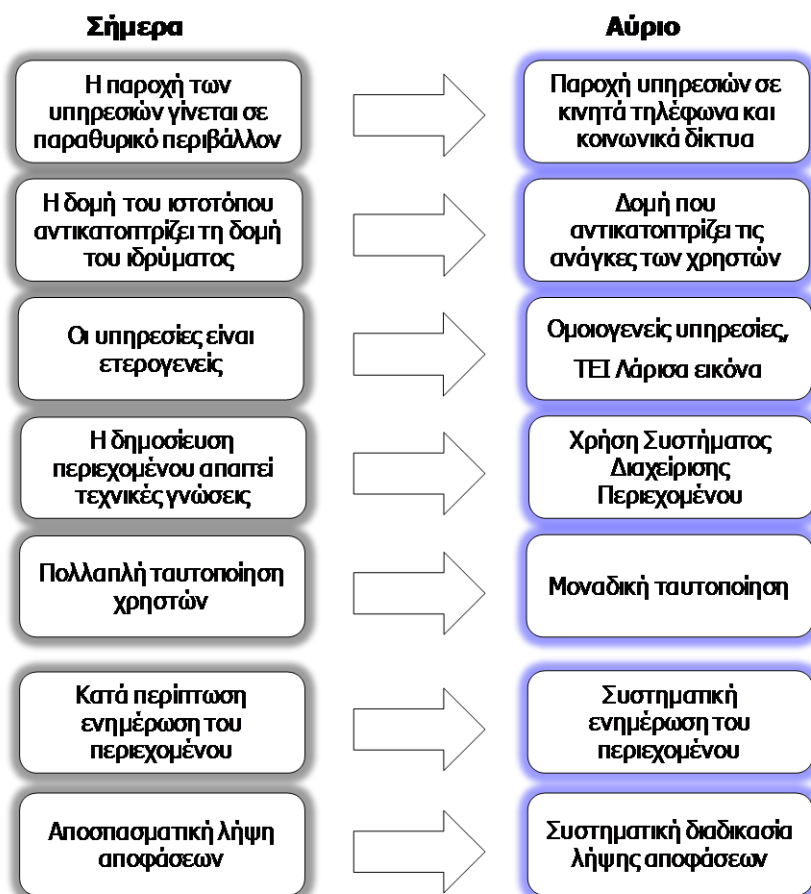 Σήμερα Αύριο
Η παροχή των
υπηρεσιών γίνεται σε
παραθυρικό περιβάλλον
Παροχή υπηρεσιών σε
κινητά τηλέφωνα και
κοινωνικά δίκτυα
Η δομή του ιστοτόπου
αντικατοπτρίζει τη δομή
του ιδρύματος
Δομή που
αντικατοπτρίζει τις
ανάγκες των χρηστών
Οι υπηρεσίες είναι
ετερογενείς
Ομοιογενείς υπηρεσίες,
ΤΕΙ Λάρισα εικόνα
Η δημοσίευση
περιεχομένου απαιτεί
τεχνικές γνώσεις
Χρήση Συστήματος
Διαχείρισης
Περιεχομένου
Πολλαπλή ταυτοποίηση
χρηστών
Μοναδική ταυτοποίηση
Κατά περίπτωση
ενημέρωση του
περιεχομένου
Συστηματική
ενημέρωση του
περιεχομένου
Αποσπασματική λήψη
αποφάσεων
Συστηματική διαδικασία
λήψης αποφάσεων